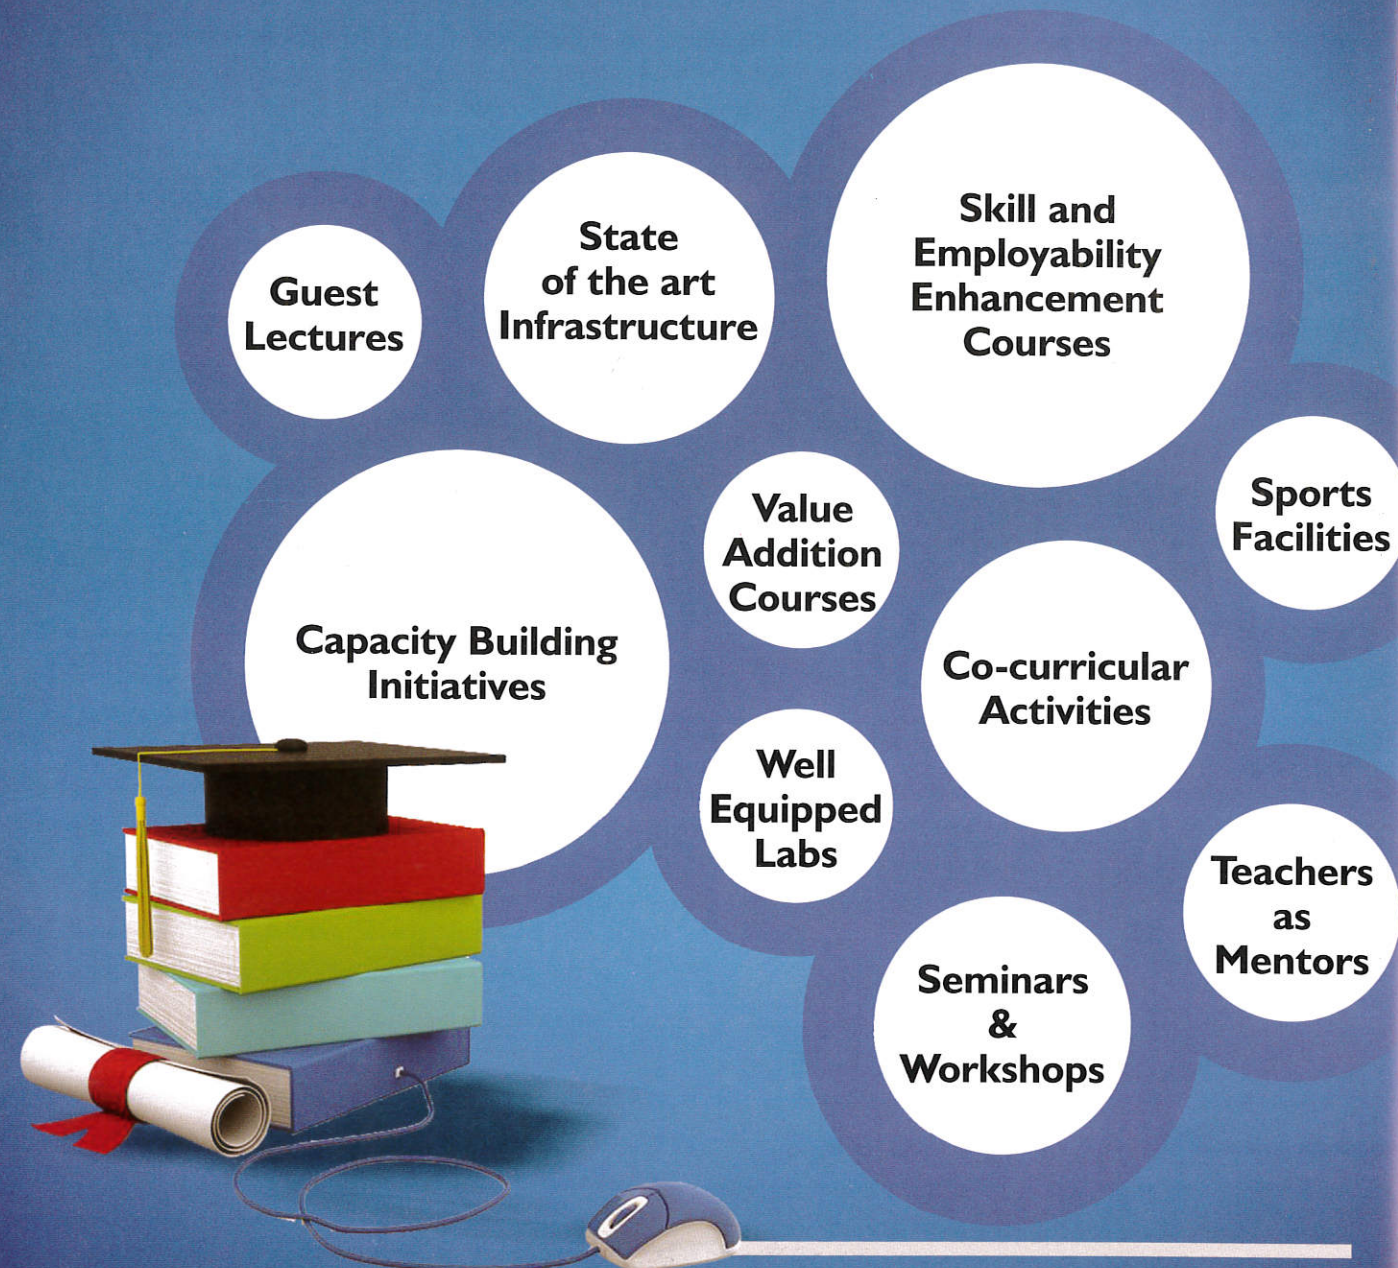 Guest
Lectures
State
of the art
Infrastructure
Skill and
Employability
Enhancement
Courses
Capacity Building
Initiatives
Value
Addition
Courses
Sports
Facilities
Co-curricular
Activities
Well
Equipped
Labs
Teachers
as
Mentors
Seminars
&
Workshops